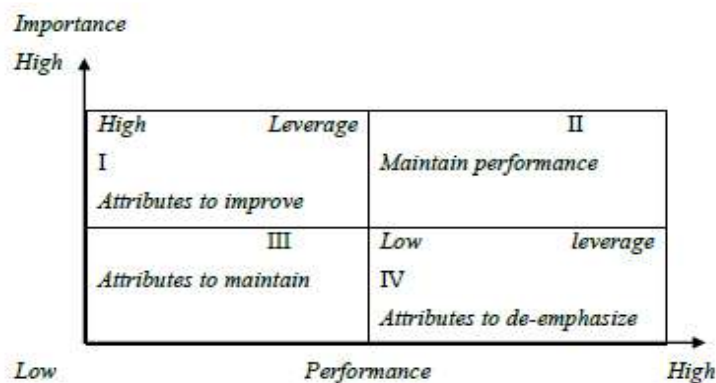 Importance
High
High Leverage
I
Attributes to improve
II
Maintain performance
III
Attributes to maintain
Low leverage
IV
Attributes to de-emphasize
Low Performance High